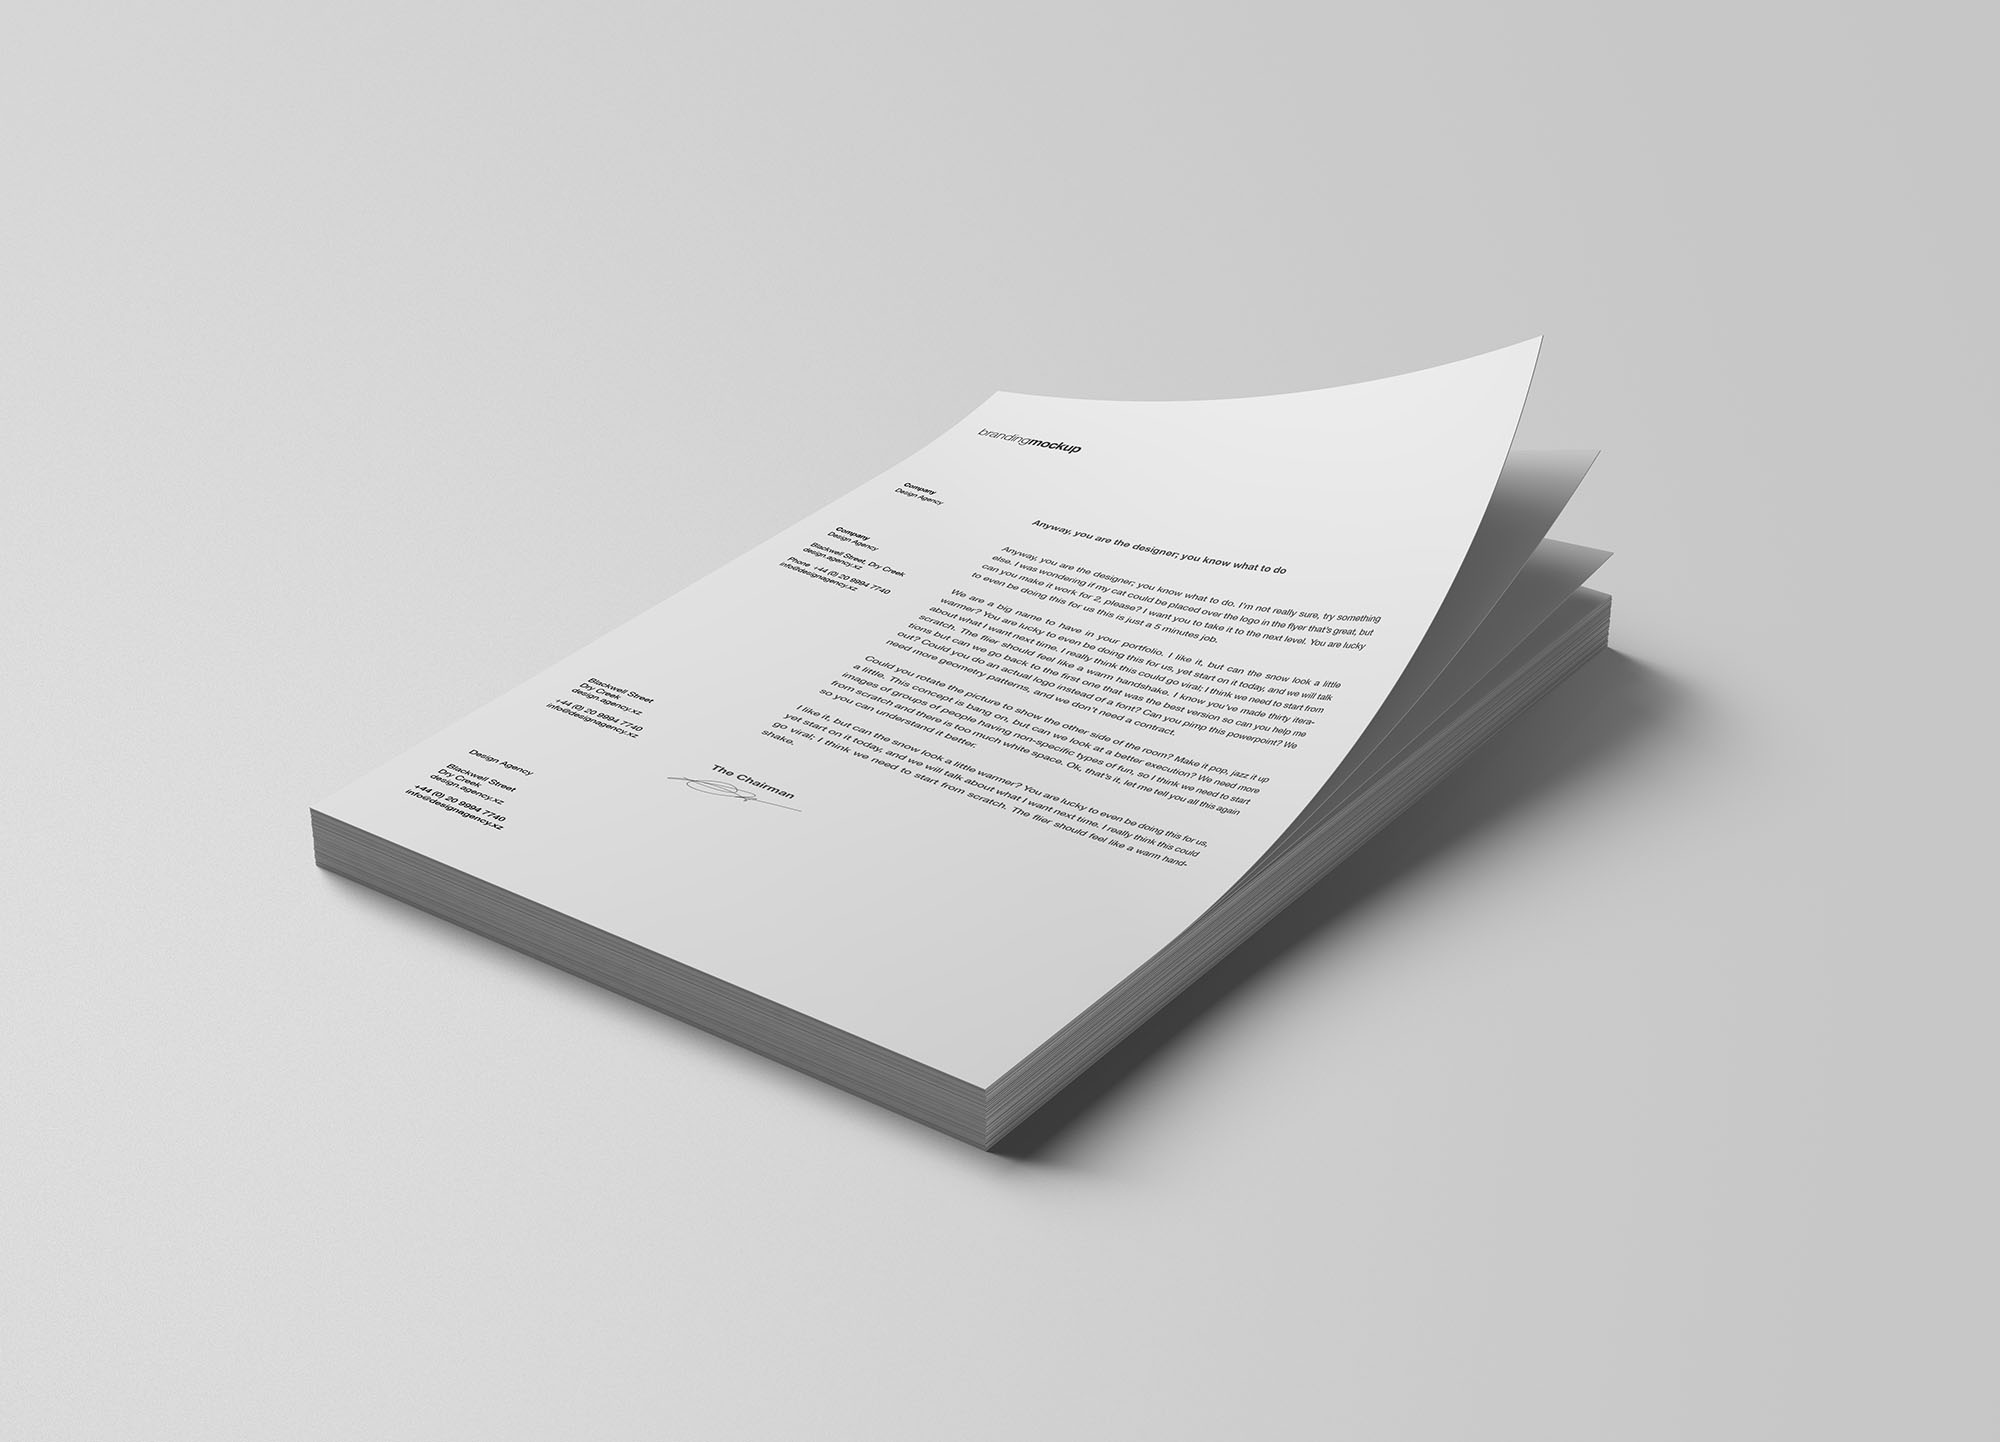 brandingmockup
Company
Design Agency
Company
Design Agency
Blackwell Street, Dry Creek
design.agency.xz
Phone +44 (0) 20 9994 7740
info@designagency.xz
Blackwell Street
Dry Creek
design.agency.xz
+44 (0) 20 9994 7740
info@designagency.xz
Design Agency
Blackwell Street
Dry Creek
design.agency.xz
+44 (0) 20 9994 7740
info@designagency.xz
Anyway, you are the designer; you know what to do
Anyway, you are the designer; you know what to do. I'm not really sure, try something
else. I was wondering if my cat could be placed over the logo in the flyer that's great, but
can you make it work for 2, please? I want you to take it to the next level. You are lucky
to even be doing this for us this is just a 5 minutes job.
We are a big name to have in your portfolio. I like it, but can the snow look a little
warmer? You are lucky to even be doing this for us, yet start on it today, and we will talk
about what I want next time. I really think this could go viral; I think we need to start from
scratch. The flier should feel like a warm handshake. I know you've made thirty itera-
tions but can we go back to the first one that was the best version so can you help me
out? Could you do an actual logo instead of a font? Can you pimp this powerpoint? We
need more geometry patterns, and we don't need a contract.
Could you rotate the picture to show the other side of the room? Make it pop, jazz it up
a little. This concept is bang on, but can we look at a better execution? We need more
images of groups of people having non-specific types of fun, so I think we need to start
from scratch and there is too much white space. Ok, that's it, let me tell you all this again
so you can understand it better.
I like it, but can the snow look a little warmer? You are lucky to even be doing this for us,
yet start on it today, and we will talk about what I want next time. I really think this could
go viral; I think we need to start from scratch. The flier should feel like a warm hand-
shake.
The Chairman